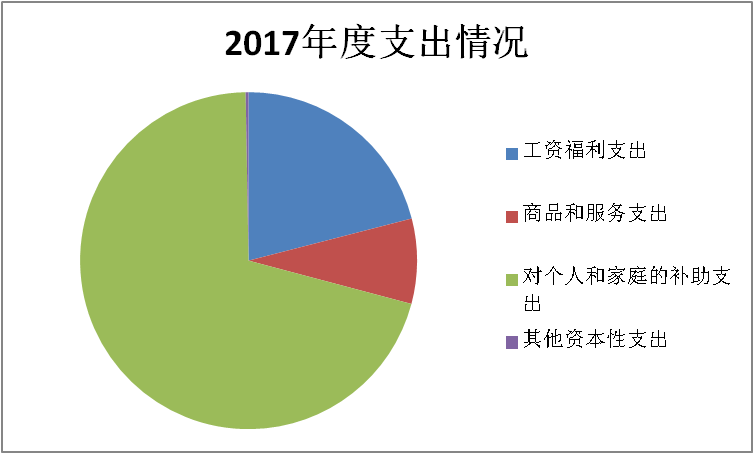 2017年度支出情况
工资福利支出
商品和服务支出
对个人和家庭的补助支
出
其他资本性支出